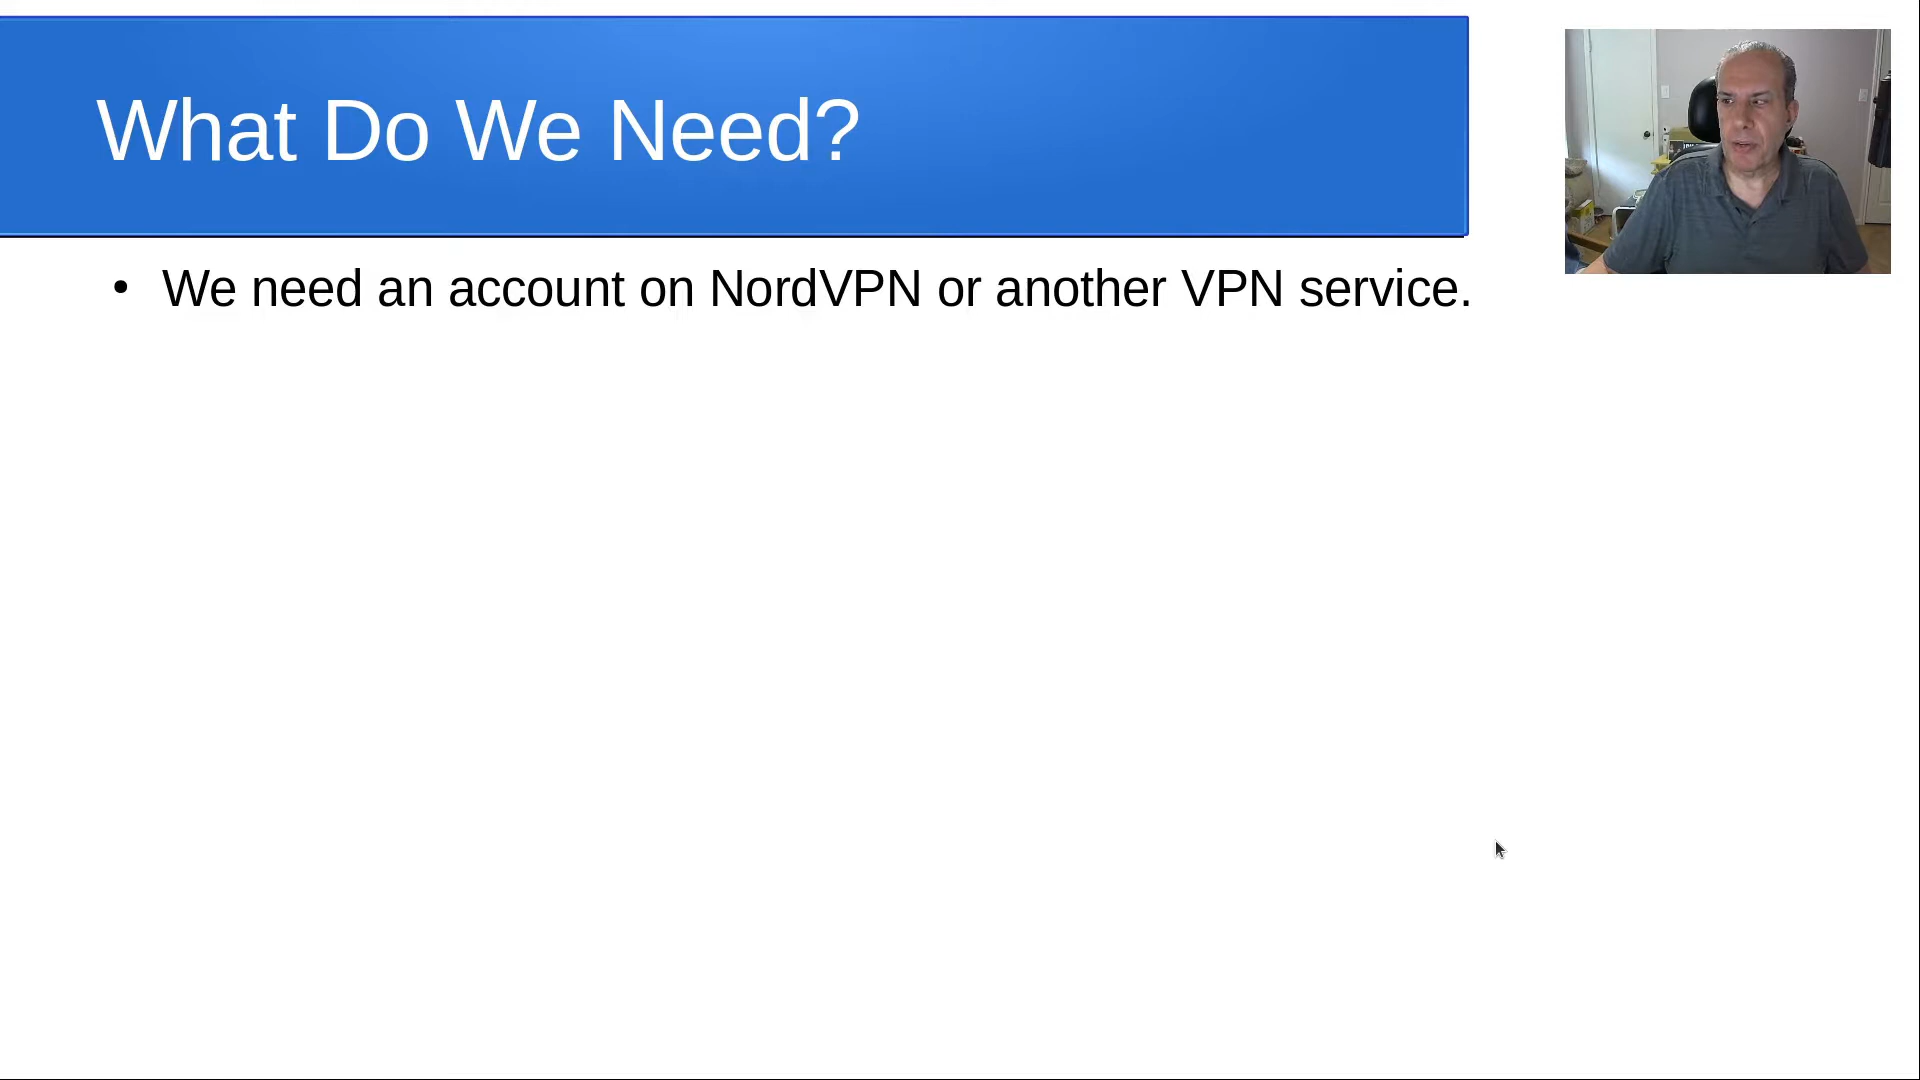 What Do We Need?
• We need an account on NordVPN or another VPN service.